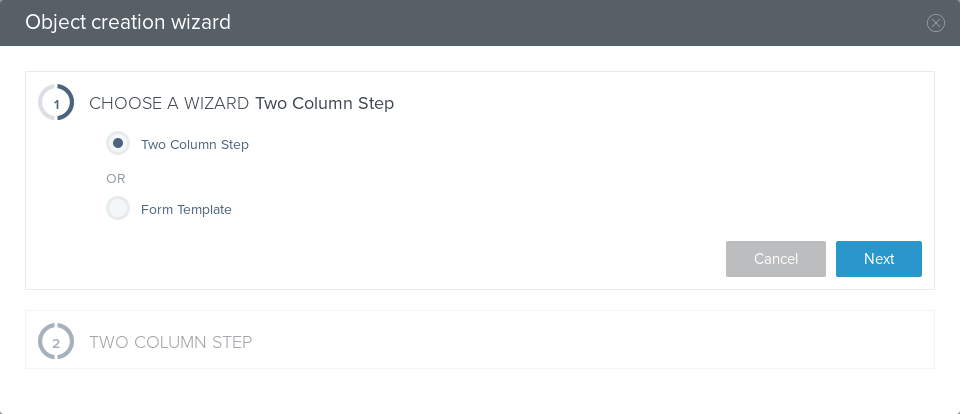 Object creation wizard
1 CHOOSE A WIZARD Two Column Step
Two Column Step
OR
Form Template
Cancel Next
2 TWO COLUMN STEP